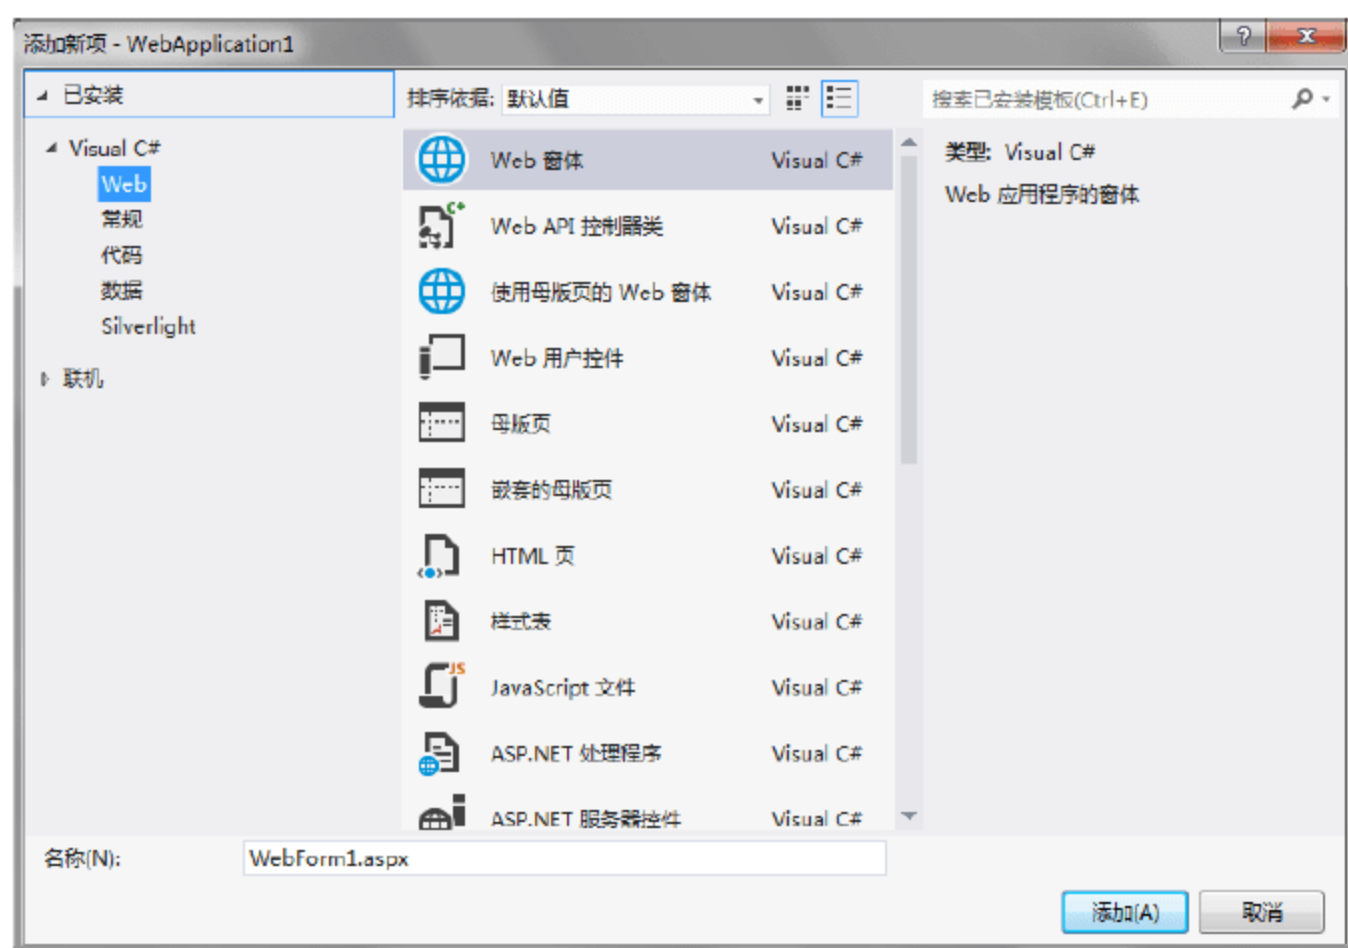 添加新项 - WebApplication1
?
已安装
排序依据: 默认值
搜索已安装模板(Ctrl+E)
Visual C#
Web
常规
代码
数据
Silverlight
联机
Web 窗体 Visual C#
Web API 控制器类 Visual C#
使用母版页的 Web 窗体 Visual C#
Web 用户控件 Visual C#
母版页 Visual C#
嵌套的母版页 Visual C#
HTML 页 Visual C#
样式表 Visual C#
JavaScript 文件 Visual C#
ASP.NET 处理程序 Visual C#
ASP.NET 服务器控件 Visual C#
类型: Visual C#
Web 应用程序的窗体
名称(N): WebForm1.aspx
添加(A) 取消